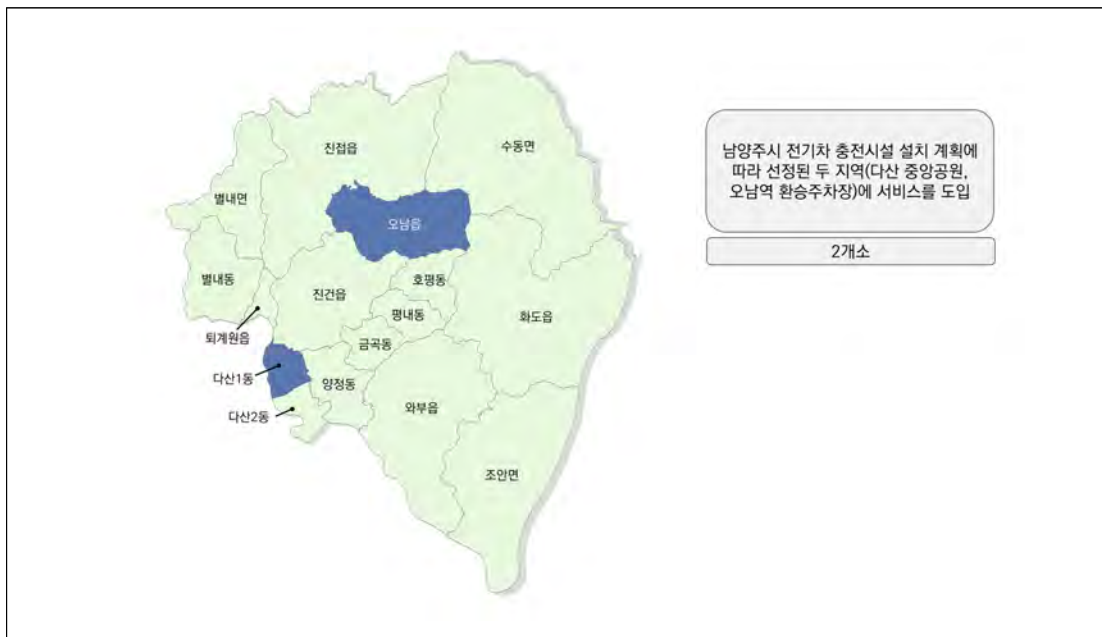 수동면
진접읍
별내면
오남읍
별내동
호평동
진건읍
평내동
화도읍
퇴계원읍
금곡동
다산1동
양정동
와부읍
다산2동
조안면
남양주시 전기차 충전시설 설치 계획에
따라 선정된 두 지역(다산 중앙공원,
오남역 환승주차장)에 서비스를 도입
2개소